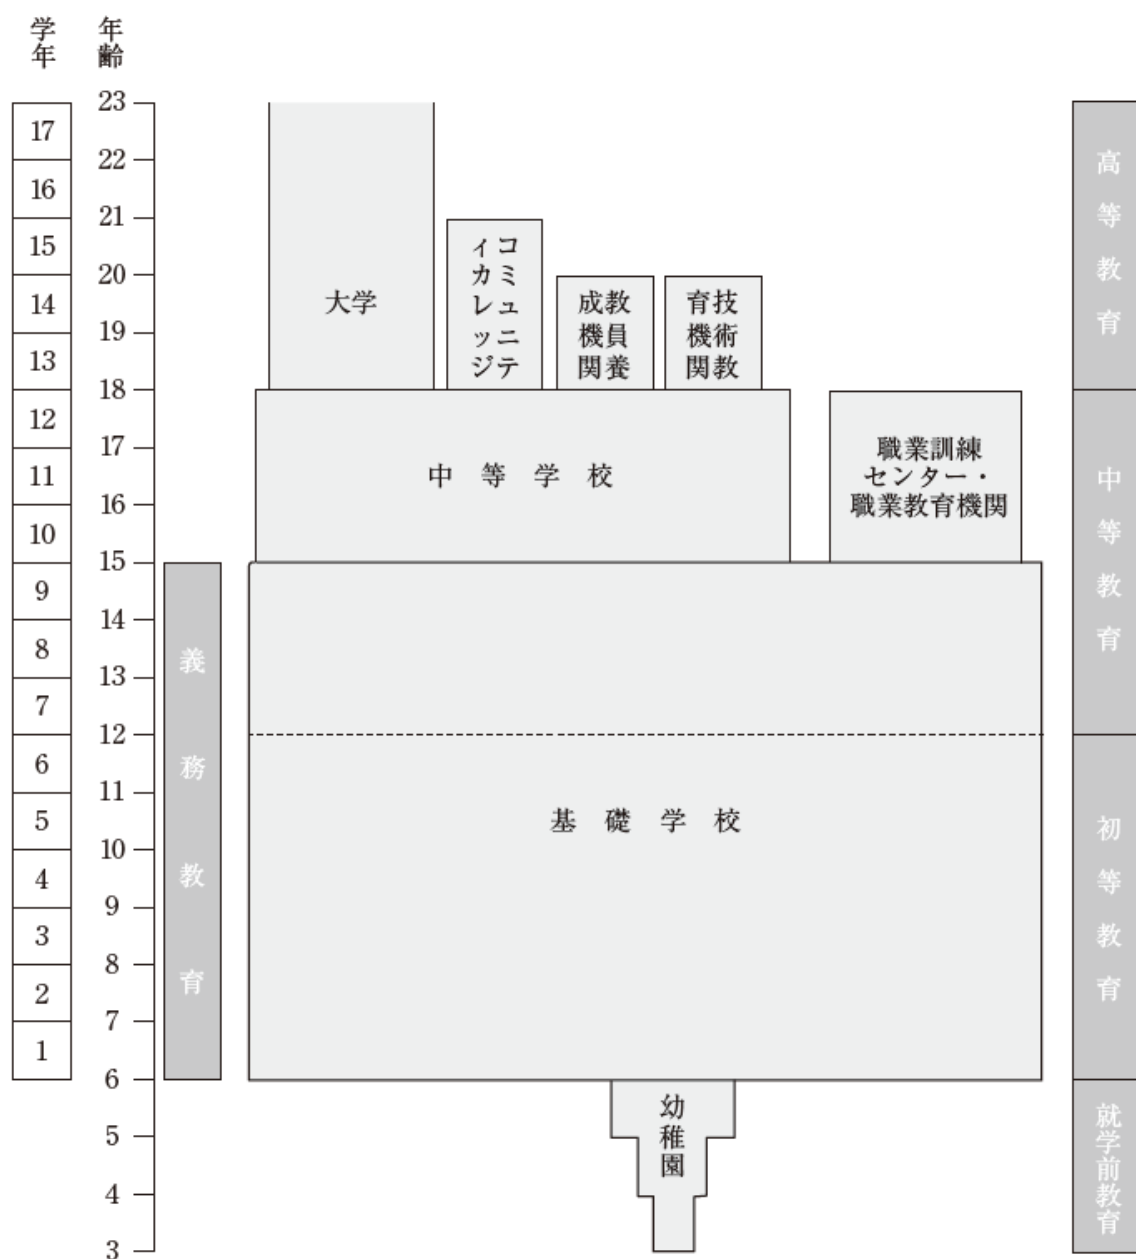 学年
年齢
23
17
22
16
21
15
20
14
19
13
18
12
17
11
16
10
15
9
14
8
13
7
12
6
11
5
10
4
9
3
8
2
7
1
6
5
4
3
義務教育
大学
コミュニテ
ィカレッジ
教員養
成機関
技術教
育機関
中等学校
職業訓練
センター・
職業教育機関
基礎学校
幼稚園
高等教育
中等教育
初等教育
就学前教育